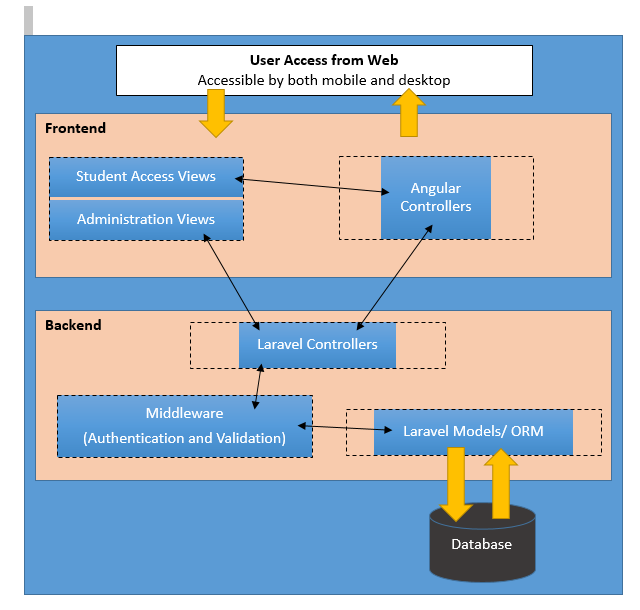 User Access from Web
Accessible by both mobile and desktop
Frontend
Student Access Views
Administration Views
Angular
Controllers
Backend
Laravel Controllers
Middleware
(Authentication and Validation)
Laravel Models/ ORM
Database